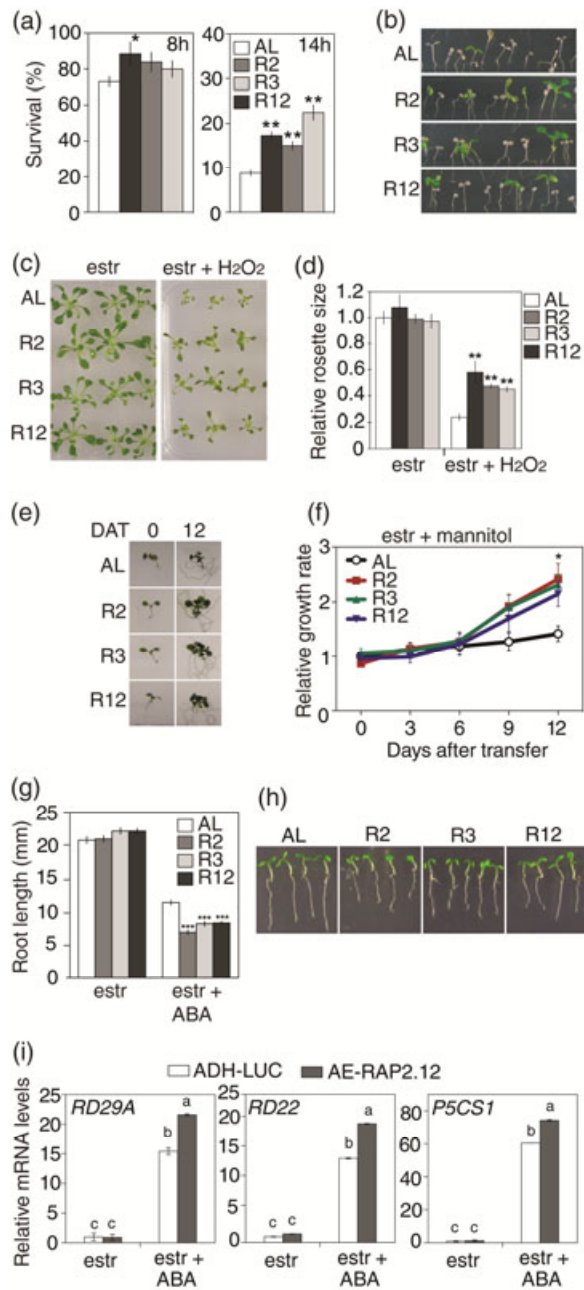 (a)
Survival (%)
100
80
60
40
20
0
8h
*
40
30
20
10
0
14h
AL
R2
R3
R12
**
**
**
(b)
AL
R2
R3
R12
(c)
estr
estr + H2O2
AL
R2
R3
R12
(d)
Relative rosette size
1.2
1.0
0.8
0.6
0.4
0.2
0
AL
R2
R3
R12
**
**
**
estr
estr + H2O2
(e)
DAT 0 12
AL
R2
R3
R12
(f)
estr + mannitol
Relative growth rate
3
2
1
0
AL
R2
R3
R12
*
0 3 6 9 12
Days after transfer
(g)
Root length (mm)
25
20
15
10
5
0
AL
R2
R3
R12
***
***
***
estr
estr + ABA
(h)
AL R2 R3 R12
(i)
ADH-LUC AE-RAP2.12
Relative mRNA levels
RD29A
25
20
15
10
5
0
c c b a
estr
estr + ABA
RD22
25
20
15
10
5
0
c c b a
estr
estr + ABA
P5CS1
80
60
40
20
0
c c b a
estr
estr + ABA